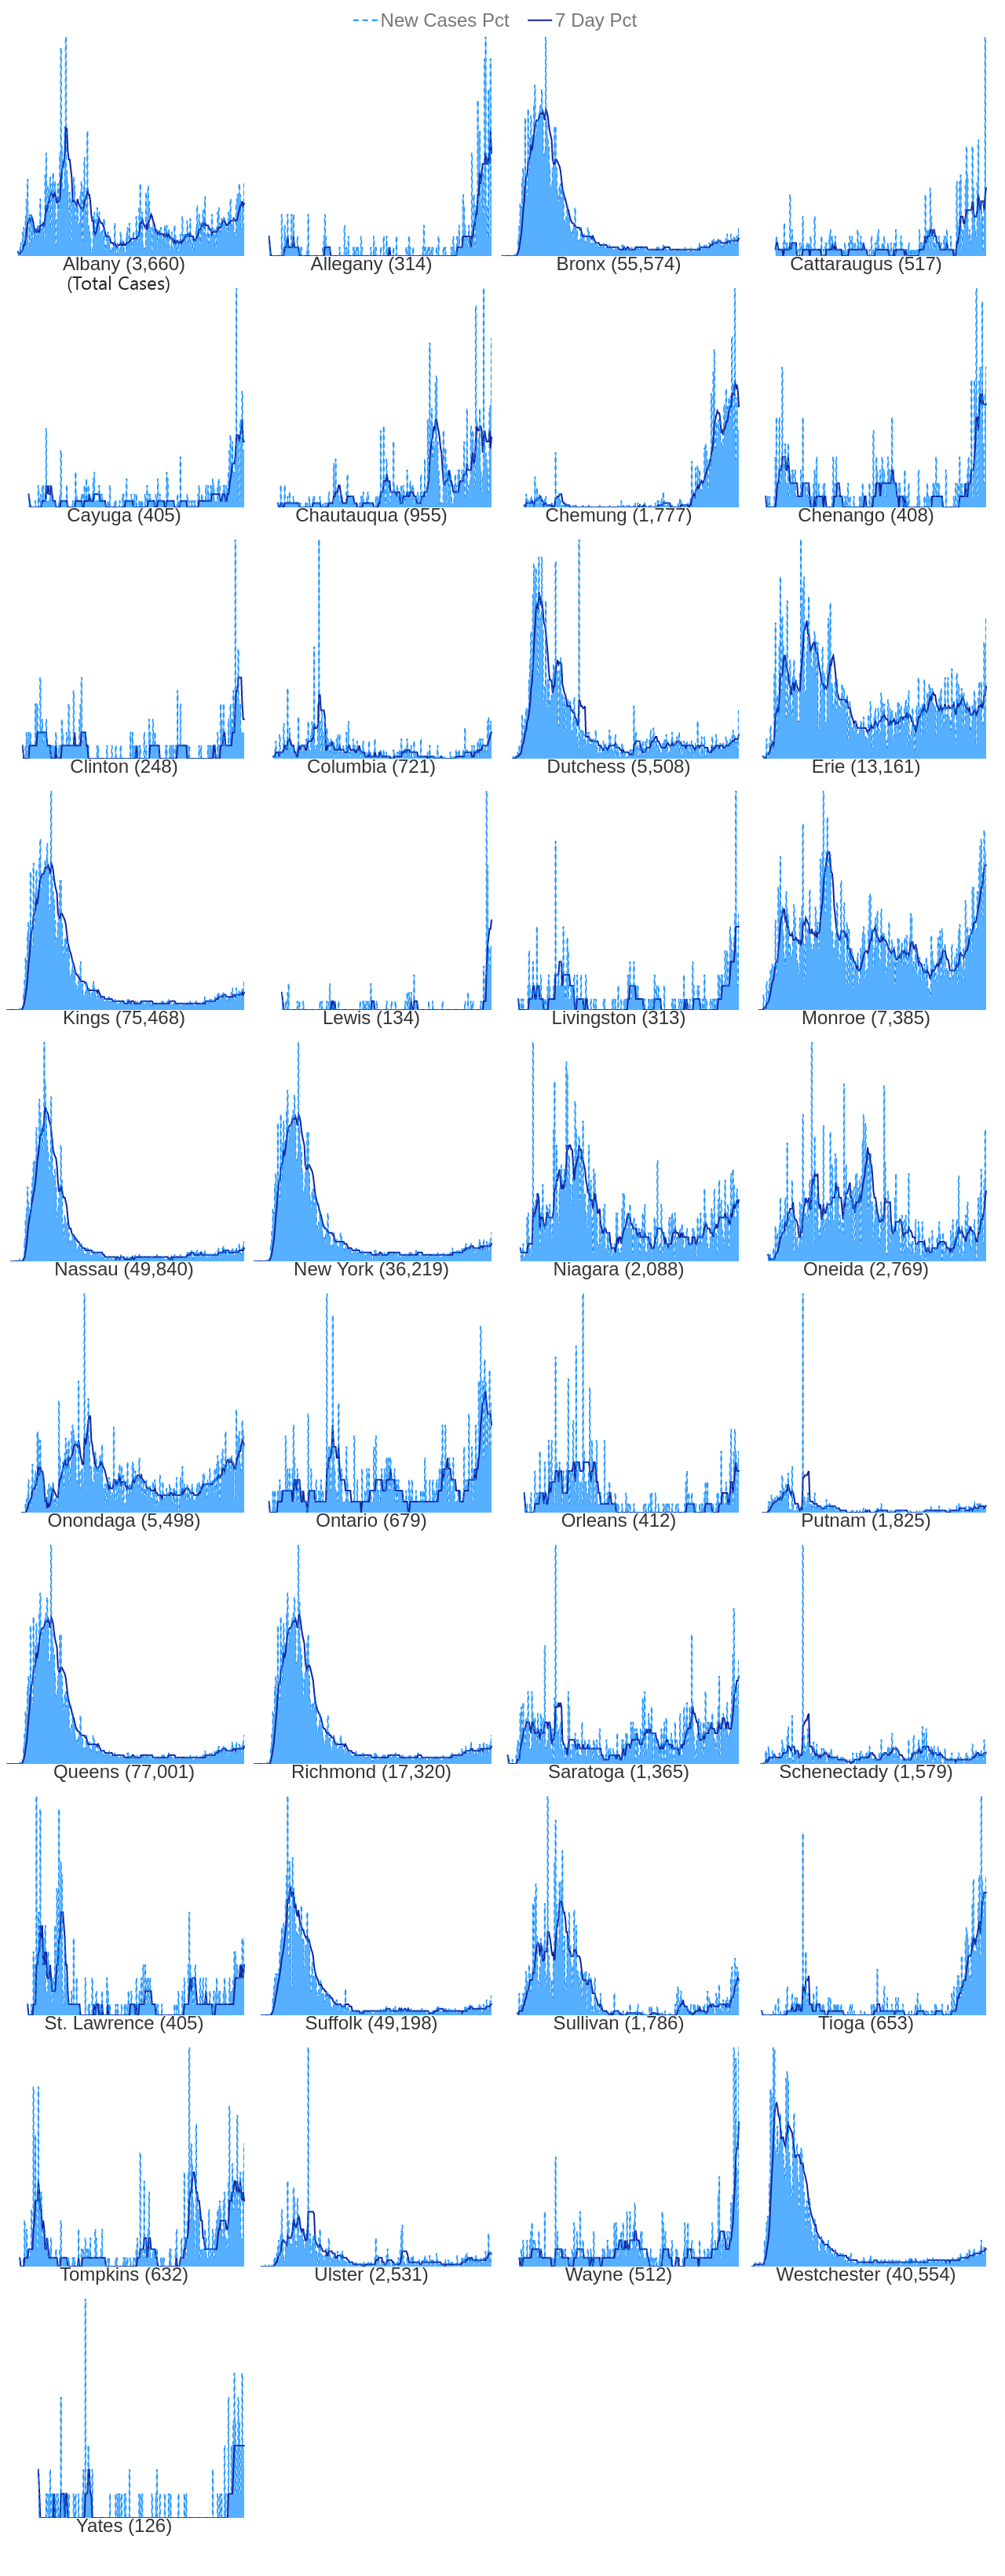 New Cases Pct 7 Day Pct
Albany (3,660) Allegany (314) Bronx (55,574) Cattaraugus (517)
(Total Cases)
Cayuga (405) Chautauqua (955) Chemung (1,777) Chenango (408)
Clinton (248) Columbia (721) Dutchess (5,508) Erie (13,161)
Kings (75,468) Lewis (134) Livingston (313) Monroe (7,385)
Nassau (49,840) New York (36,219) Niagara (2,088) Oneida (2,769)
Onondaga (5,498) Ontario (679) Orleans (412) Putnam (1,825)
Queens (77,001) Richmond (17,320) Saratoga (1,365) Schenectady (1,579)
St. Lawrence (405) Suffolk (49,198) Sullivan (1,786) Tioga (653)
Tompkins (632) Ulster (2,531) Wayne (512) Westchester (40,554)
Yates (126)